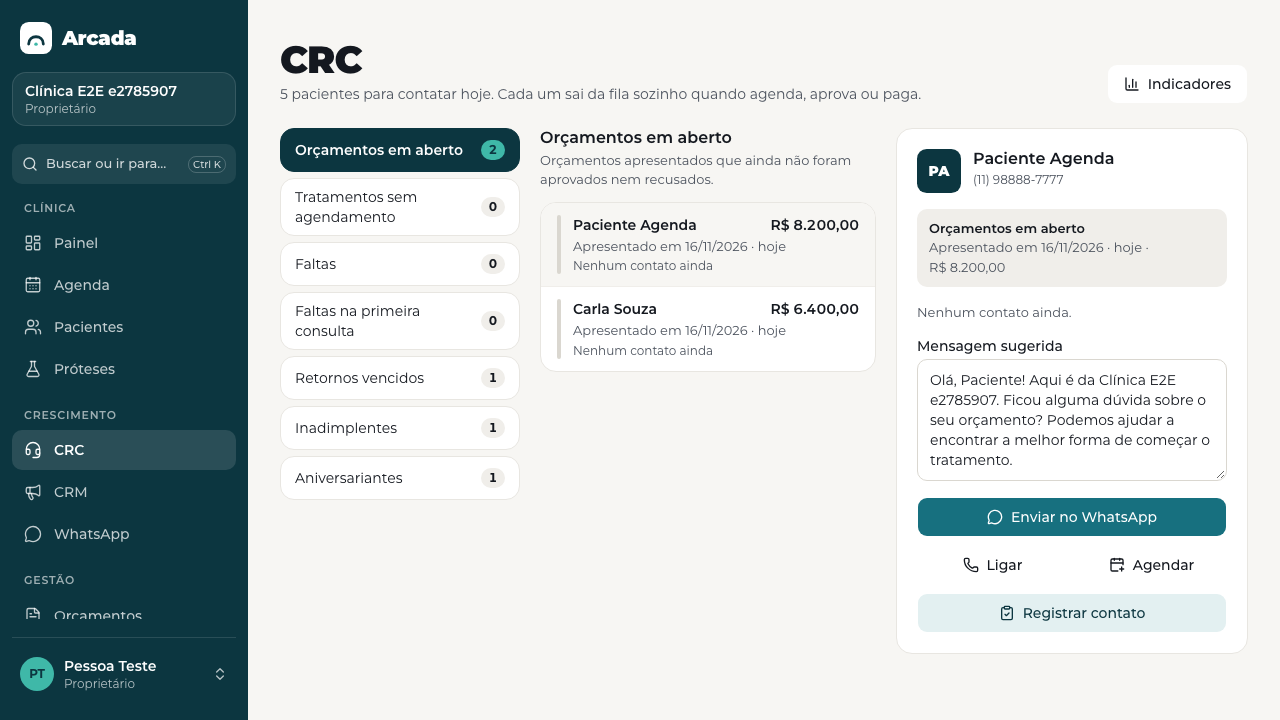 Arcada
Clínica E2E e2785907
Proprietário
Buscar ou ir para...
Ctrl K
CLÍNICA
Painel
Agenda
Pacientes
Próteses
CRESCIMENTO
CRC
CRM
WhatsApp
GESTÃO
Orçamentos
PT
Pessoa Teste
Proprietário
CRC
5 pacientes para contatar hoje. Cada um sai da fila sozinho quando agenda, aprova ou paga.
Indicadores
Orçamentos em aberto 2
Tratamentos sem
agendamento
0
Faltas 0
Faltas na primeira
consulta
0
Retornos vencidos 1
Inadimplentes 1
Aniversariantes 1
Orçamentos em aberto
Orçamentos apresentados que ainda não foram
aprovados nem recusados.
Paciente Agenda R$ 8.200,00
Apresentado em 16/11/2026 · hoje
Nenhum contato ainda
Carla Souza R$ 6.400,00
Apresentado em 16/11/2026 · hoje
Nenhum contato ainda
PA
Paciente Agenda
(11) 98888-7777
Orçamentos em aberto
Apresentado em 16/11/2026 · hoje ·
R$ 8.200,00
Nenhum contato ainda.
Mensagem sugerida
Olá, Paciente! Aqui é da Clínica E2E
e2785907. Ficou alguma dúvida sobre o
seu orçamento? Podemos ajudar a
encontrar a melhor forma de começar o
tratamento.
Enviar no WhatsApp
Ligar
Agendar
Registrar contato